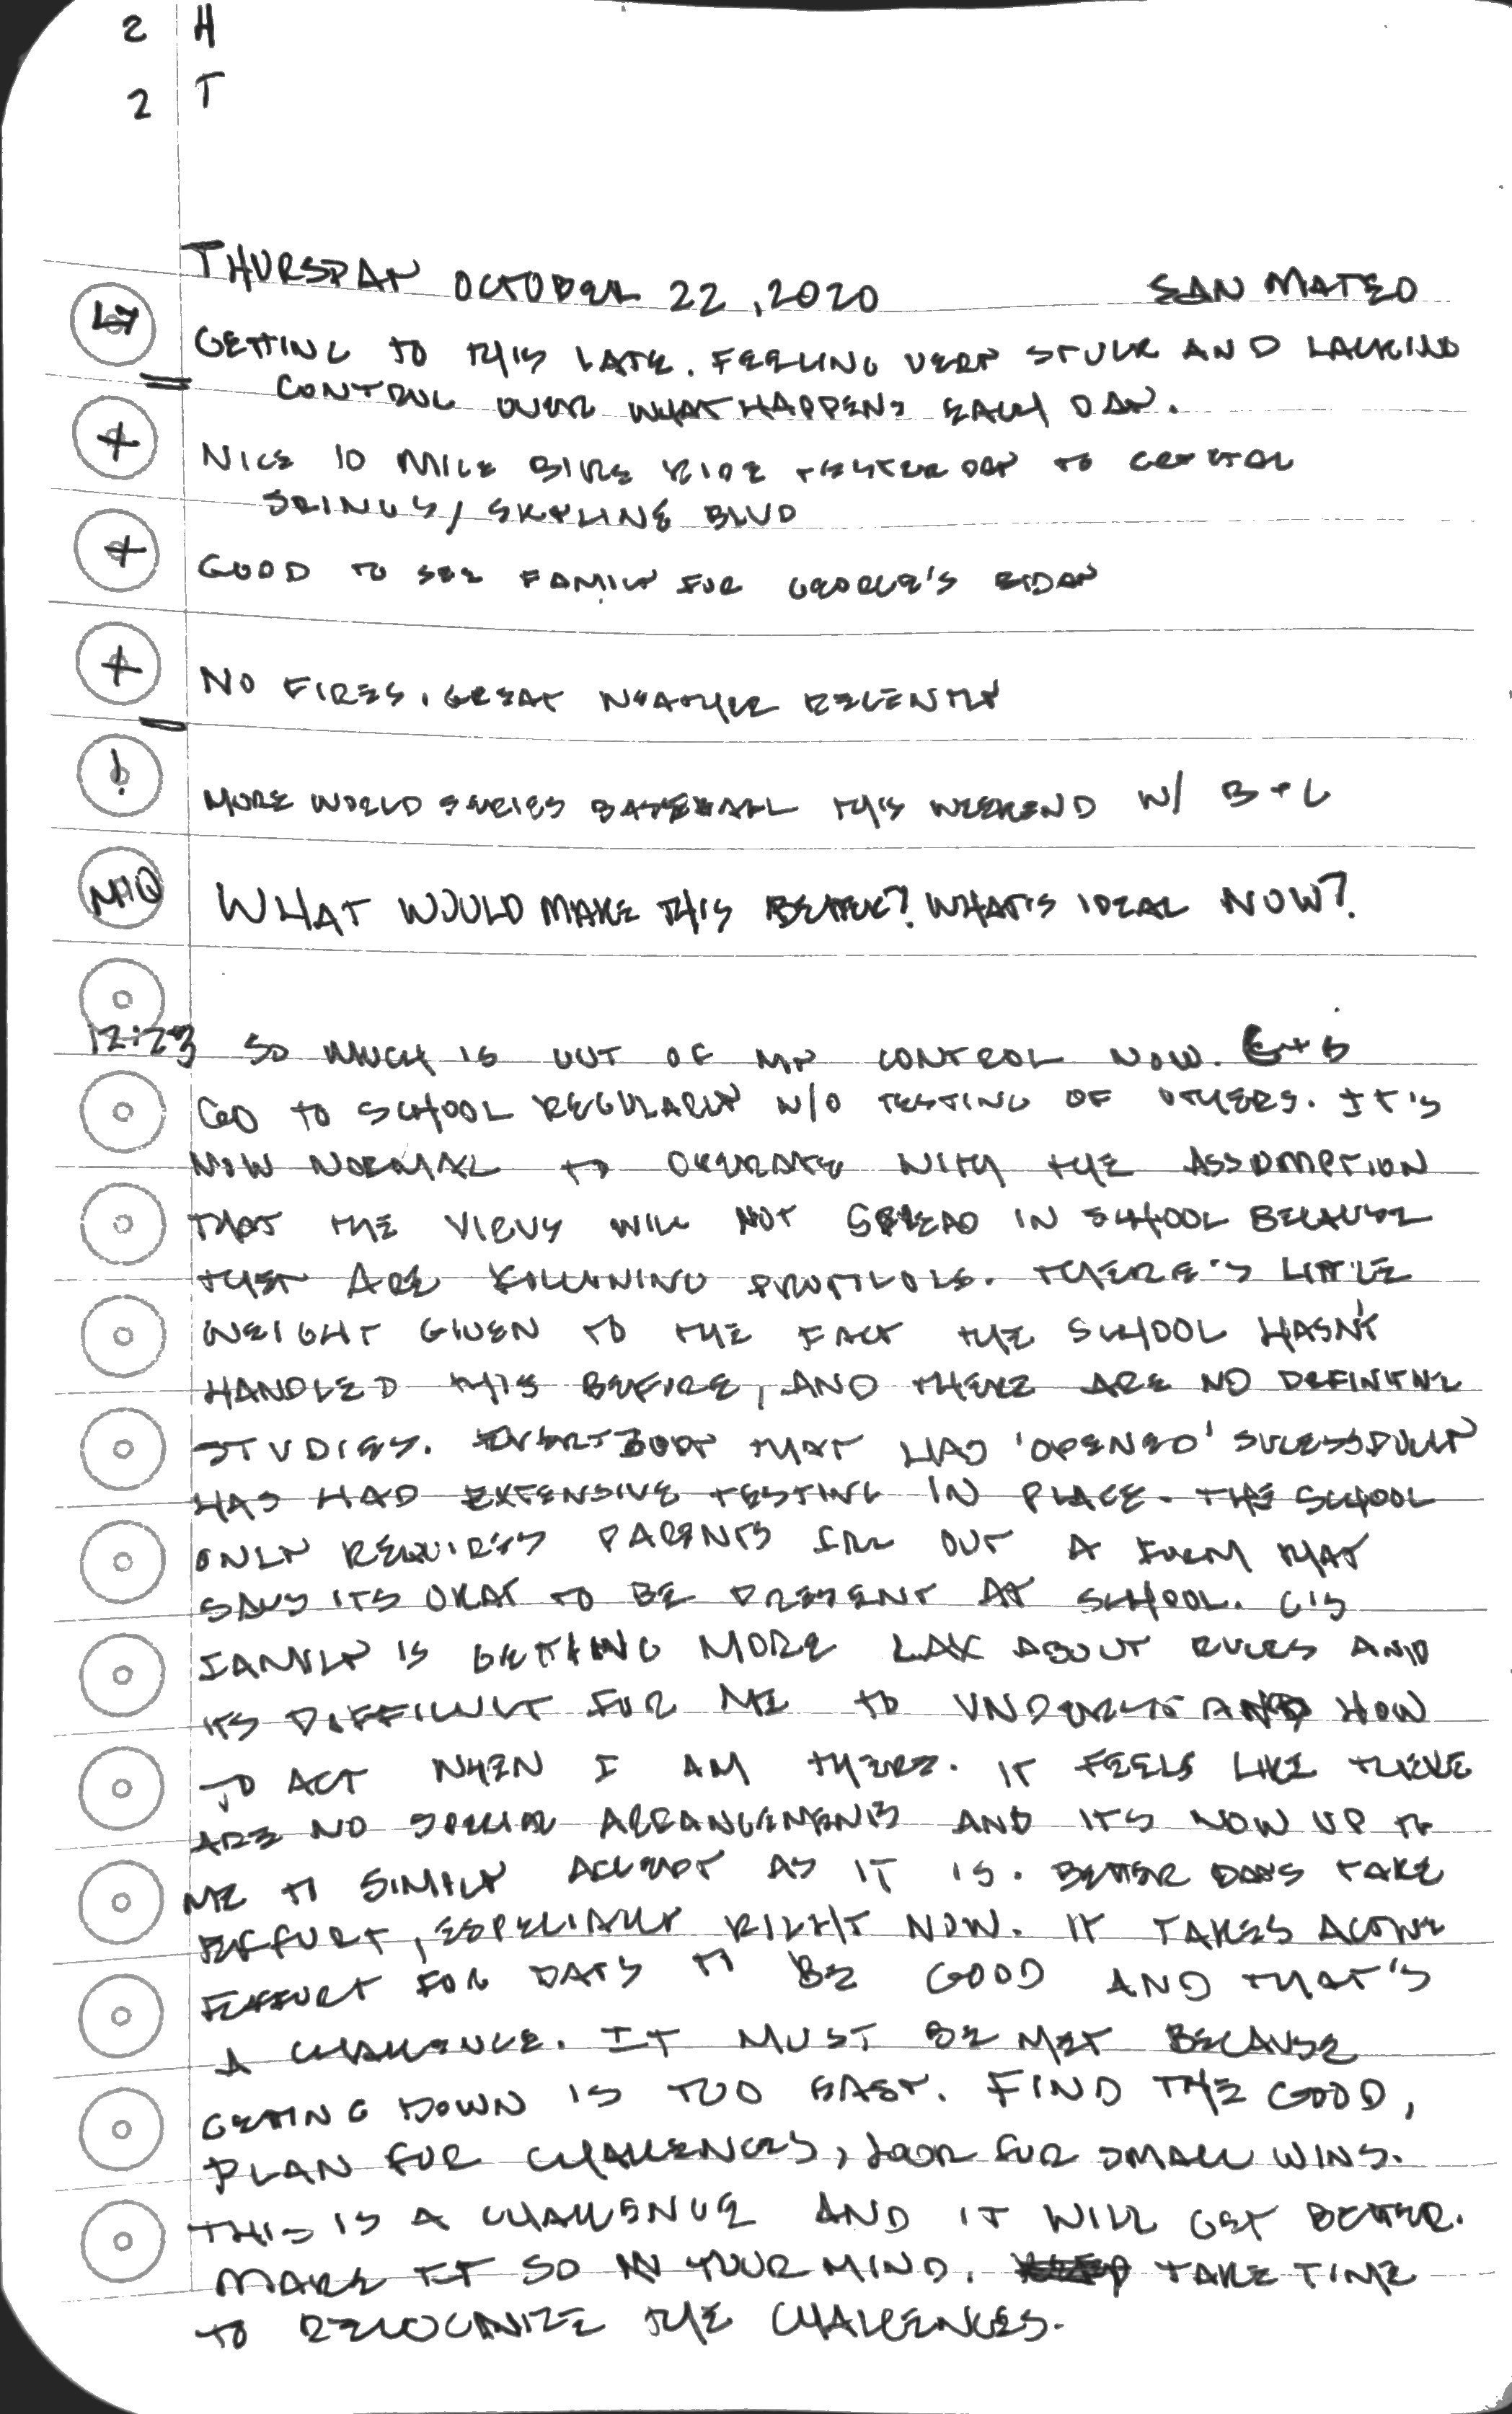 2 H
2 T
THURSDAY OCTOBER 22, 2020 SAN MATEO
GETTING TO THIS LATE. FEELING VERY STUCK AND LACKING
= CONTROL OVER WHAT HAPPENS EACH DAY.
+ NICE 10 MILE BIKE RIDE YESTERDAY TO CRYSTAL
SRINGS / SKYLINE BLVD
+ GOOD TO SEE FAMILY FOR GEORGE'S BIDAY
+ NO FIRES, GREAT WEATHER RECENTLY
! MORE WORLD SERIES BASEBALL THIS WEEKEND W/ B + C
WHAT WOULD MAKE THIS BETTER? WHAT'S IDEAL NOW?
12:23 SO MUCH IS OUT OF MY CONTROL NOW. C + B
GO TO SCHOOL REGULARLY W/O TESTING OF OTHERS. IT'S
NOW NORMAL TO OPERATE WITH THE ASSUMPTION
THAT THE VIRUS WILL NOT SPREAD IN SCHOOL BECAUSE
THEY ARE FOLLOWING PROTOCOLS. THERE'S LITTLE
WEIGHT GIVEN TO THE FACT THE SCHOOL HASN'T
HANDLED THIS BEFORE, AND THERE ARE NO DEFINITIVE
STUDIES. EVERYBODY THAT HAS 'OPENED' SUCESSFULLY
HAS HAD EXTENSIVE TESTING IN PLACE. THE SCHOOL
ONLY REQUIRES PARENTS FILL OUT A FORM THAT
SAYS ITS OKAY TO BE PRESENT AT SCHOOL. C'S
FAMILY IS GETTING MORE LAX ABOUT RULES AND
ITS DIFFICULT FOR ME TO UNDERSTAND HOW
TO ACT WHEN I AM THERE. IT FEELS LIKE THERE
ARE NO SPECIAL ARRANGEMENTS AND ITS NOW UP TO
ME TO SIMPLY ACCEPT AS IT IS. BETTER DAYS TAKE
EFFORT, ESPECIALLY RIGHT NOW. IT TAKES ACTIVE
EFFORT FOR DAYS TO BE GOOD AND THAT'S
A CHALLENGE. IT MUST BE MET BECAUSE
GETTING DOWN IS TOO EASY. FIND THE GOOD,
PLAN FOR CHALLENGES, LOOK FOR SMALL WINS.
THIS IS A CHALLENGE AND IT WILL GET BETTER.
MAKE IT SO IN YOUR MIND. TAKE TIME
TO RECOGNIZE THE CHALLENGES.